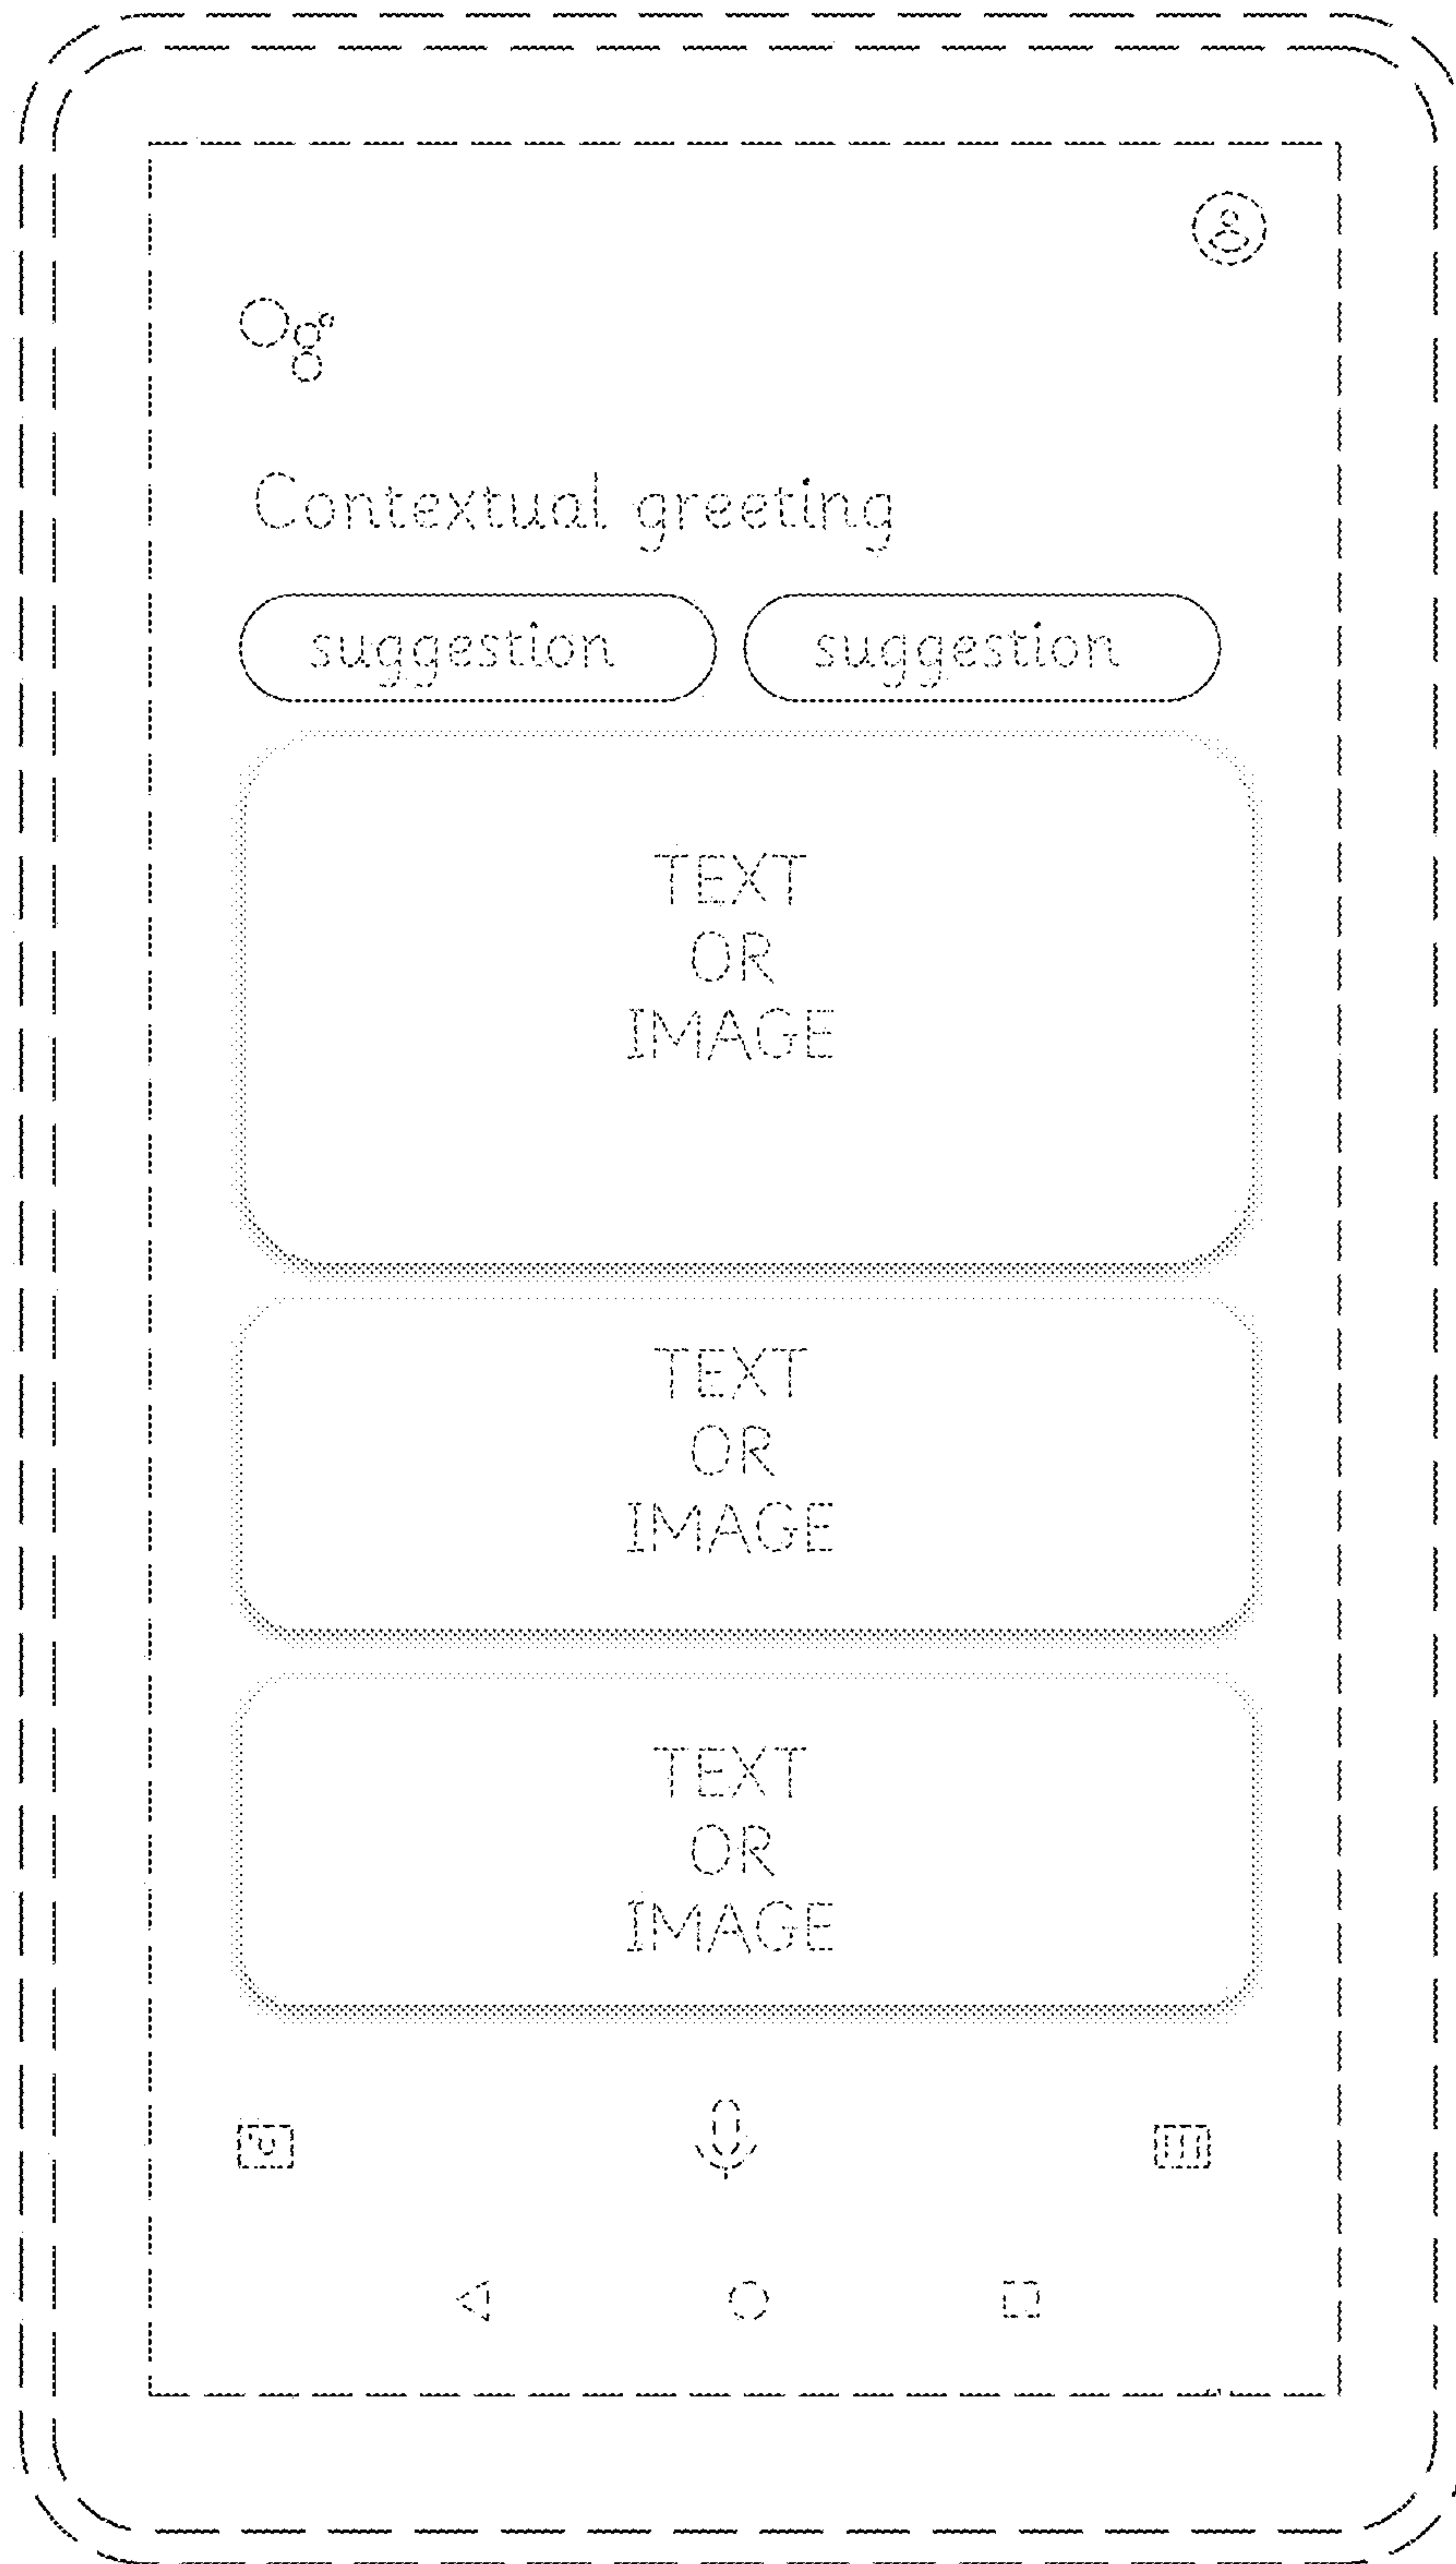 Contextual greeting
suggestion suggestion
TEXT
OR
IMAGE
TEXT
OR
IMAGE
TEXT
OR
IMAGE